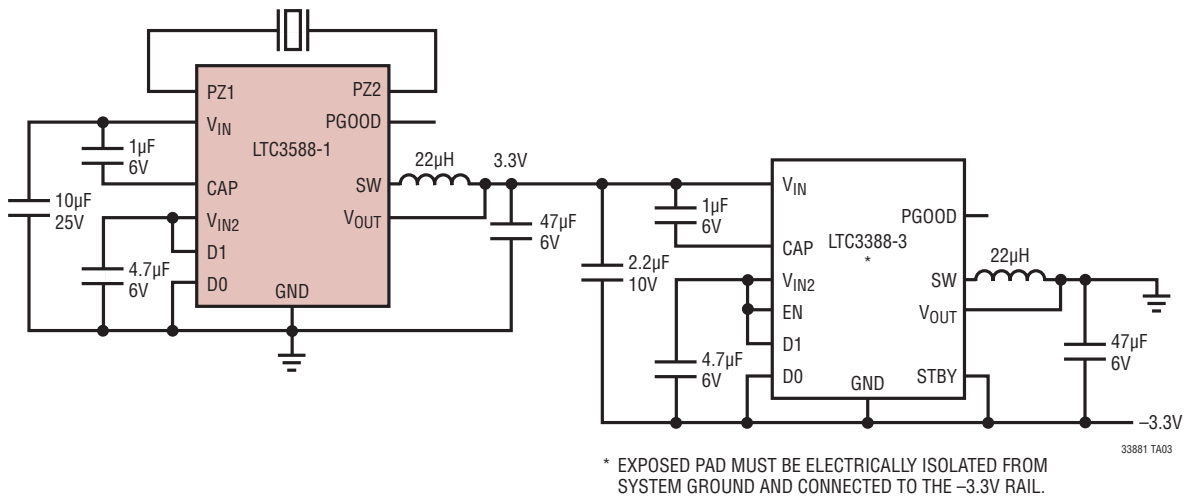 PZ1
PZ2
VIN
PGOOD
1µF
6V
LTC3588-1
22µH
3.3V
CAP
SW
10µF
25V
VIN2
VOUT
D1
4.7µF
6V
D0
GND
47µF
6V
VIN
1µF
6V
PGOOD
LTC3388-3
*
CAP
22µH
2.2µF
10V
VIN2
SW
EN
VOUT
D1
47µF
6V
4.7µF
6V
D0
GND
STBY
–3.3V
33881 TA03
* EXPOSED PAD MUST BE ELECTRICALLY ISOLATED FROM
SYSTEM GROUND AND CONNECTED TO THE –3.3V RAIL.